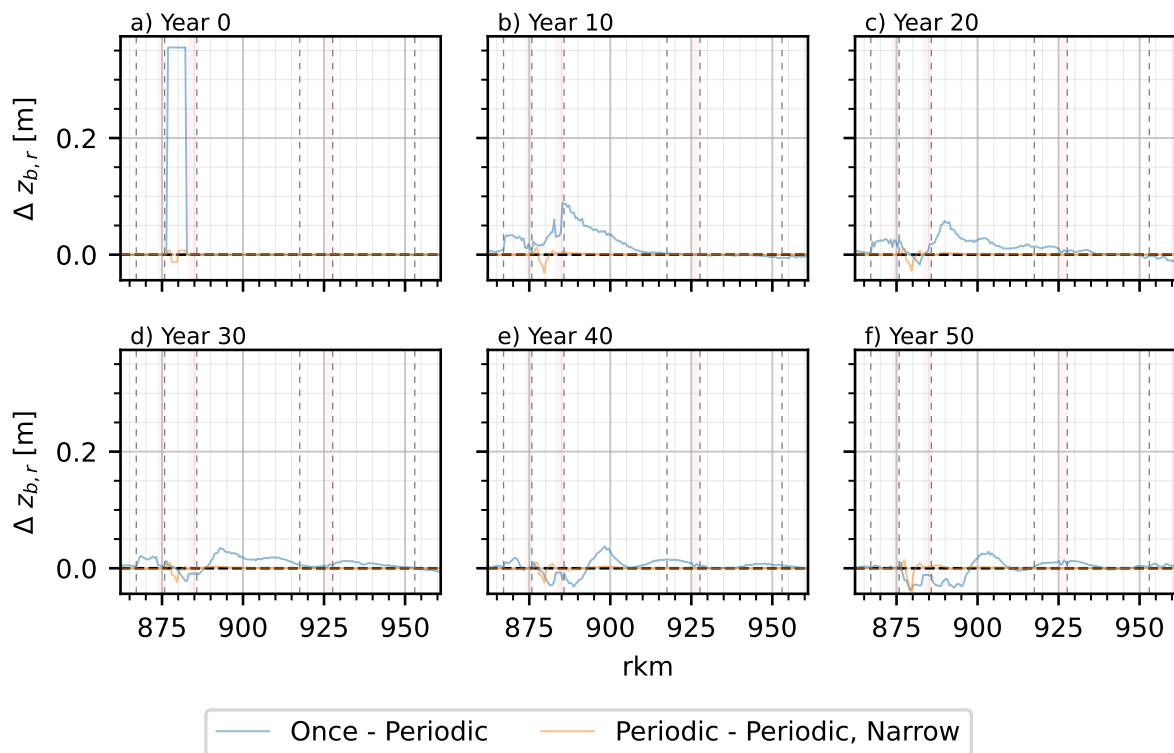 a) Year 0
b) Year 10
c) Year 20
Δ z_{b,r} [m]
0.2
0.0
d) Year 30
e) Year 40
f) Year 50
Δ z_{b,r} [m]
0.2
0.0
875 900 925 950
875 900 925 950
875 900 925 950
rkm
Once - Periodic
Periodic - Periodic, Narrow